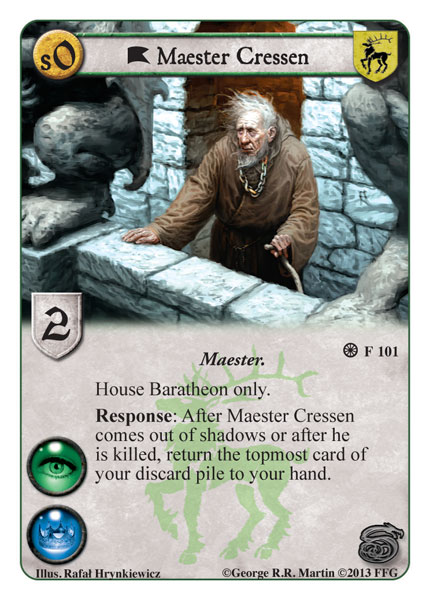 s0
Maester Cressen
2
F 101
Maester.
House Baratheon only.
Response: After Maester Cressen
comes out of shadows or after he
is killed, return the topmost card of
your discard pile to your hand.
Illus. Rafał Hrynkiewicz ©George R.R. Martin ©2013 FFG